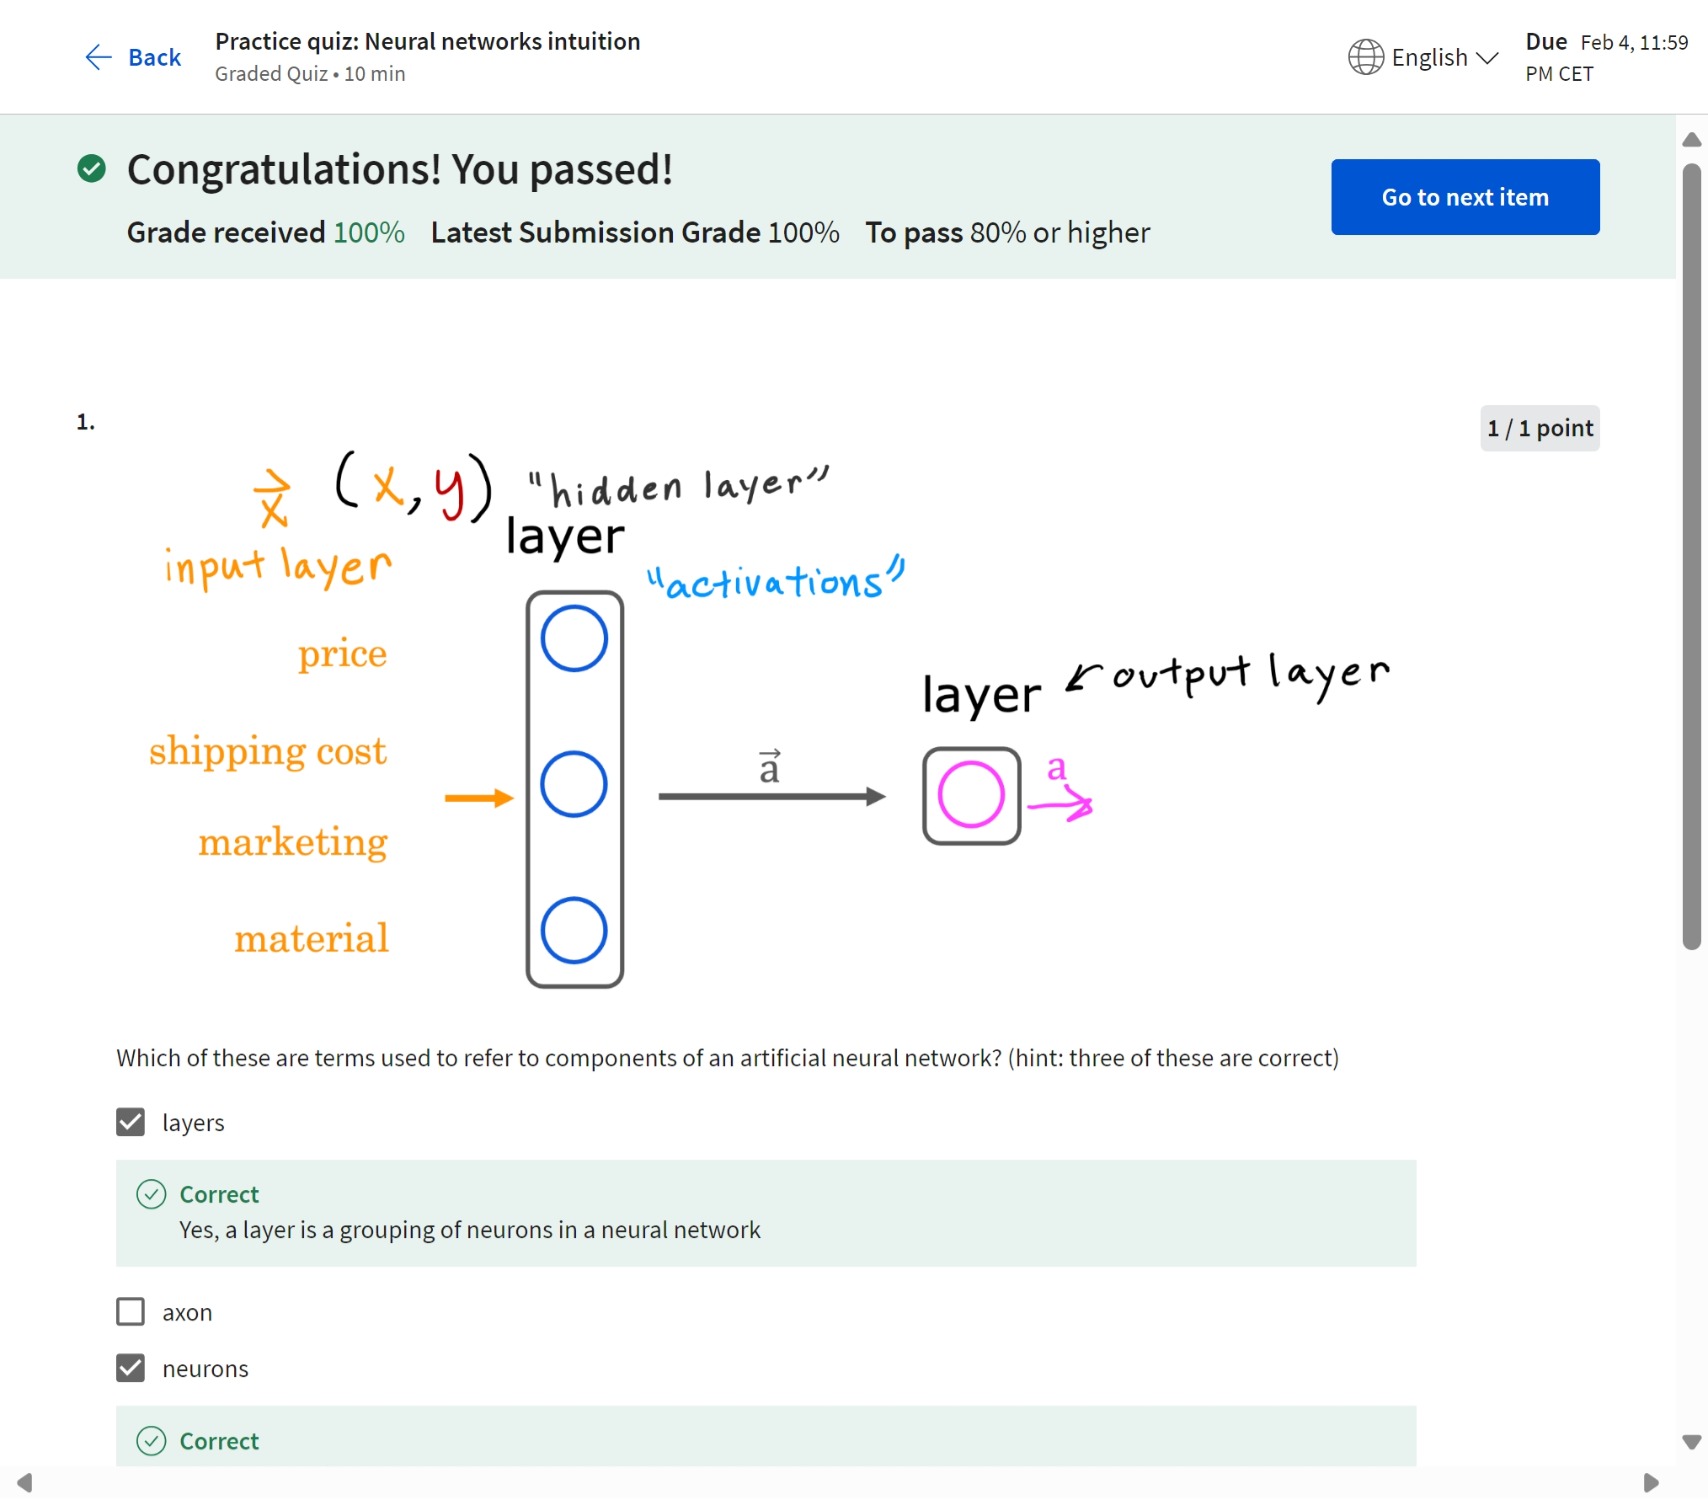 Back
Practice quiz: Neural networks intuition
Graded Quiz • 10 min
English
Due Feb 4, 11:59
PM CET
Congratulations! You passed!
Grade received 100% Latest Submission Grade 100% To pass 80% or higher
Go to next item
1.
1 / 1 point
x⃗ (x,y) "hidden layer"
layer
input layer
"activations"
price
layer output layer
shipping cost
a⃗
a
marketing
material
Which of these are terms used to refer to components of an artificial neural network? (hint: three of these are correct)
layers
Correct
Yes, a layer is a grouping of neurons in a neural network
axon
neurons
Correct